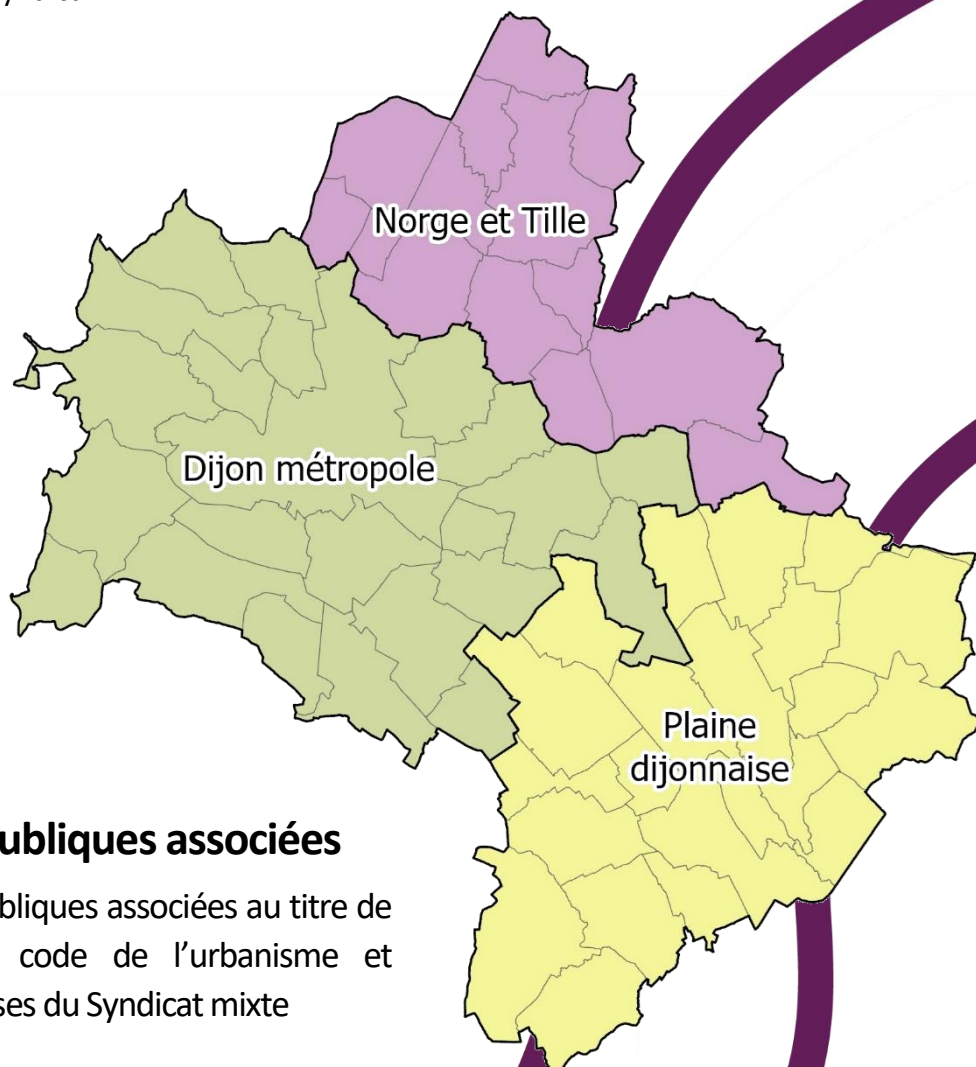 Norge et Tille
Dijon métropole
Plaine
dijonnaise
ubliques associées
bliques associées au titre de
code de l’urbanisme et
ses du Syndicat mixte